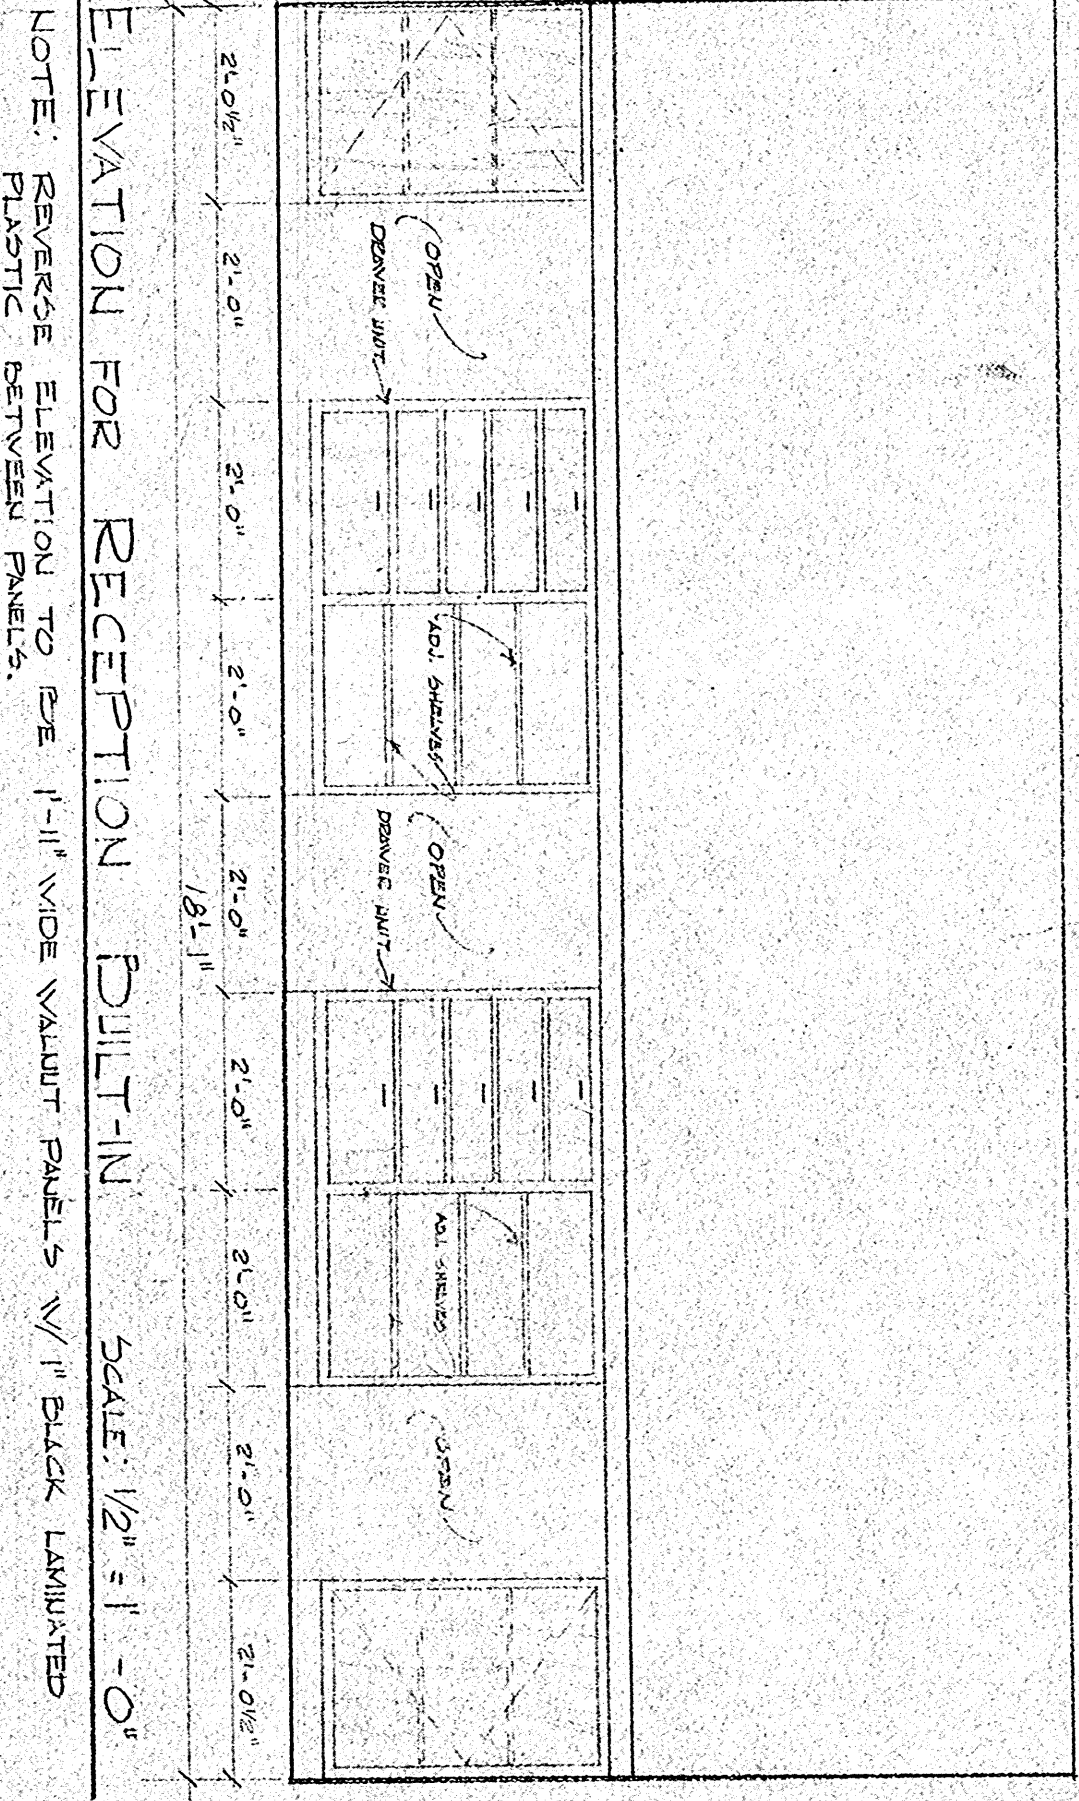 OPEN
DRAWER UNIT
ADJ. SHELVES
OPEN
DRAWER UNIT
ADJ. SHELVES
OPEN
2'-0½" 2'-0" 2'-0" 2'-0" 2'-0" 2'-0" 2'-0" 2'-0" 2'-0½"
18'-1"
ELEVATION FOR RECEPTION BUILT-IN SCALE: 1/2" = 1'-0"
NOTE: REVERSE ELEVATION TO BE 1'-11" WIDE WALNUT PANELS W/ 1" BLACK LAMINATED
PLASTIC BETWEEN PANELS.